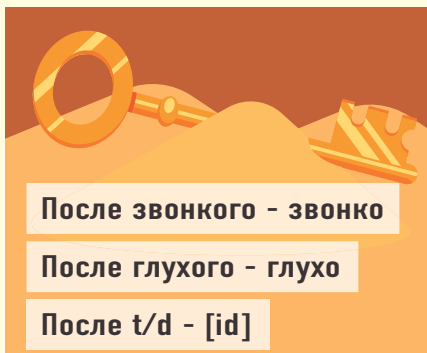 После звонкого - звонко
После глухого - глухо
После t/d - [id]